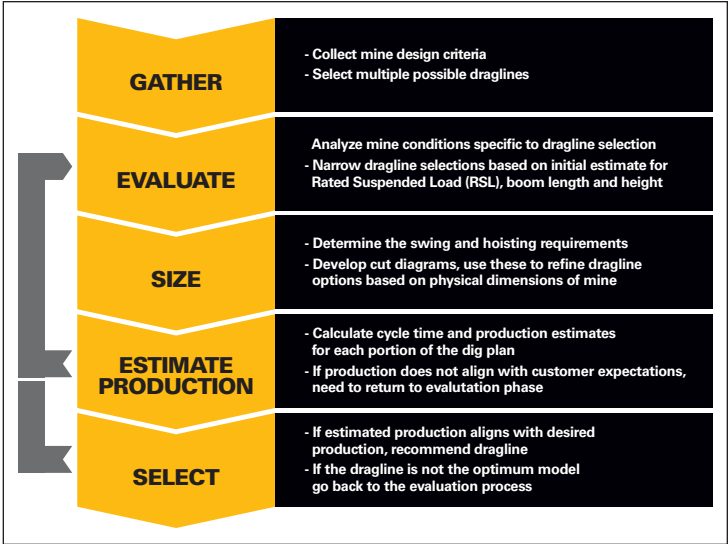 GATHER
- Collect mine design criteria
- Select multiple possible draglines
EVALUATE
Analyze mine conditions specific to dragline selection
- Narrow dragline selections based on initial estimate for
Rated Suspended Load (RSL), boom length and height
SIZE
- Determine the swing and hoisting requirements
- Develop cut diagrams, use these to refine dragline
options based on physical dimensions of mine
ESTIMATE
PRODUCTION
- Calculate cycle time and production estimates
for each portion of the dig plan
- If production does not align with customer expectations,
need to return to evalutation phase
SELECT
- If estimated production aligns with desired
production, recommend dragline
- If the dragline is not the optimum model
go back to the evaluation process